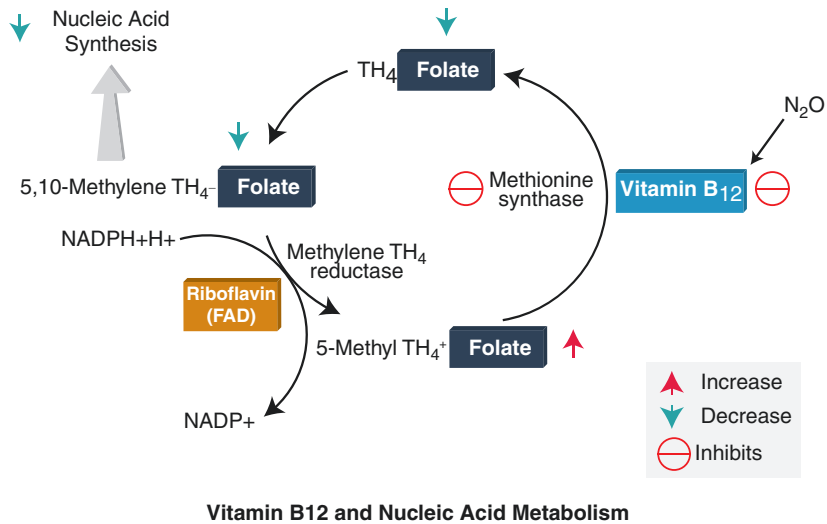 Nucleic Acid
Synthesis
TH4 Folate
N2O
5,10-Methylene TH4– Folate
Methionine
synthase
Vitamin B12
NADPH+H+
Methylene TH4
reductase
Riboflavin
(FAD)
5-Methyl TH4+ Folate
NADP+
Increase
Decrease
Inhibits
Vitamin B12 and Nucleic Acid Metabolism